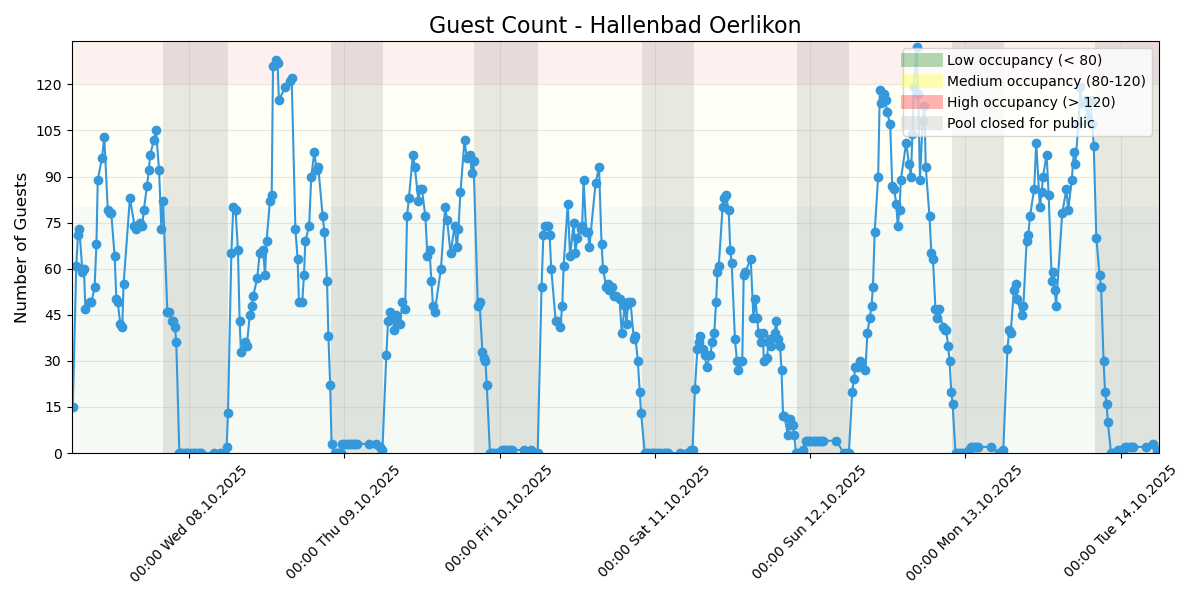 Guest Count - Hallenbad Oerlikon
Number of Guests
120
105
90
75
60
45
30
15
0
Low occupancy (< 80)
Medium occupancy (80-120)
High occupancy (> 120)
Pool closed for public
00:00 Wed 08.10.2025
00:00 Thu 09.10.2025
00:00 Fri 10.10.2025
00:00 Sat 11.10.2025
00:00 Sun 12.10.2025
00:00 Mon 13.10.2025
00:00 Tue 14.10.2025